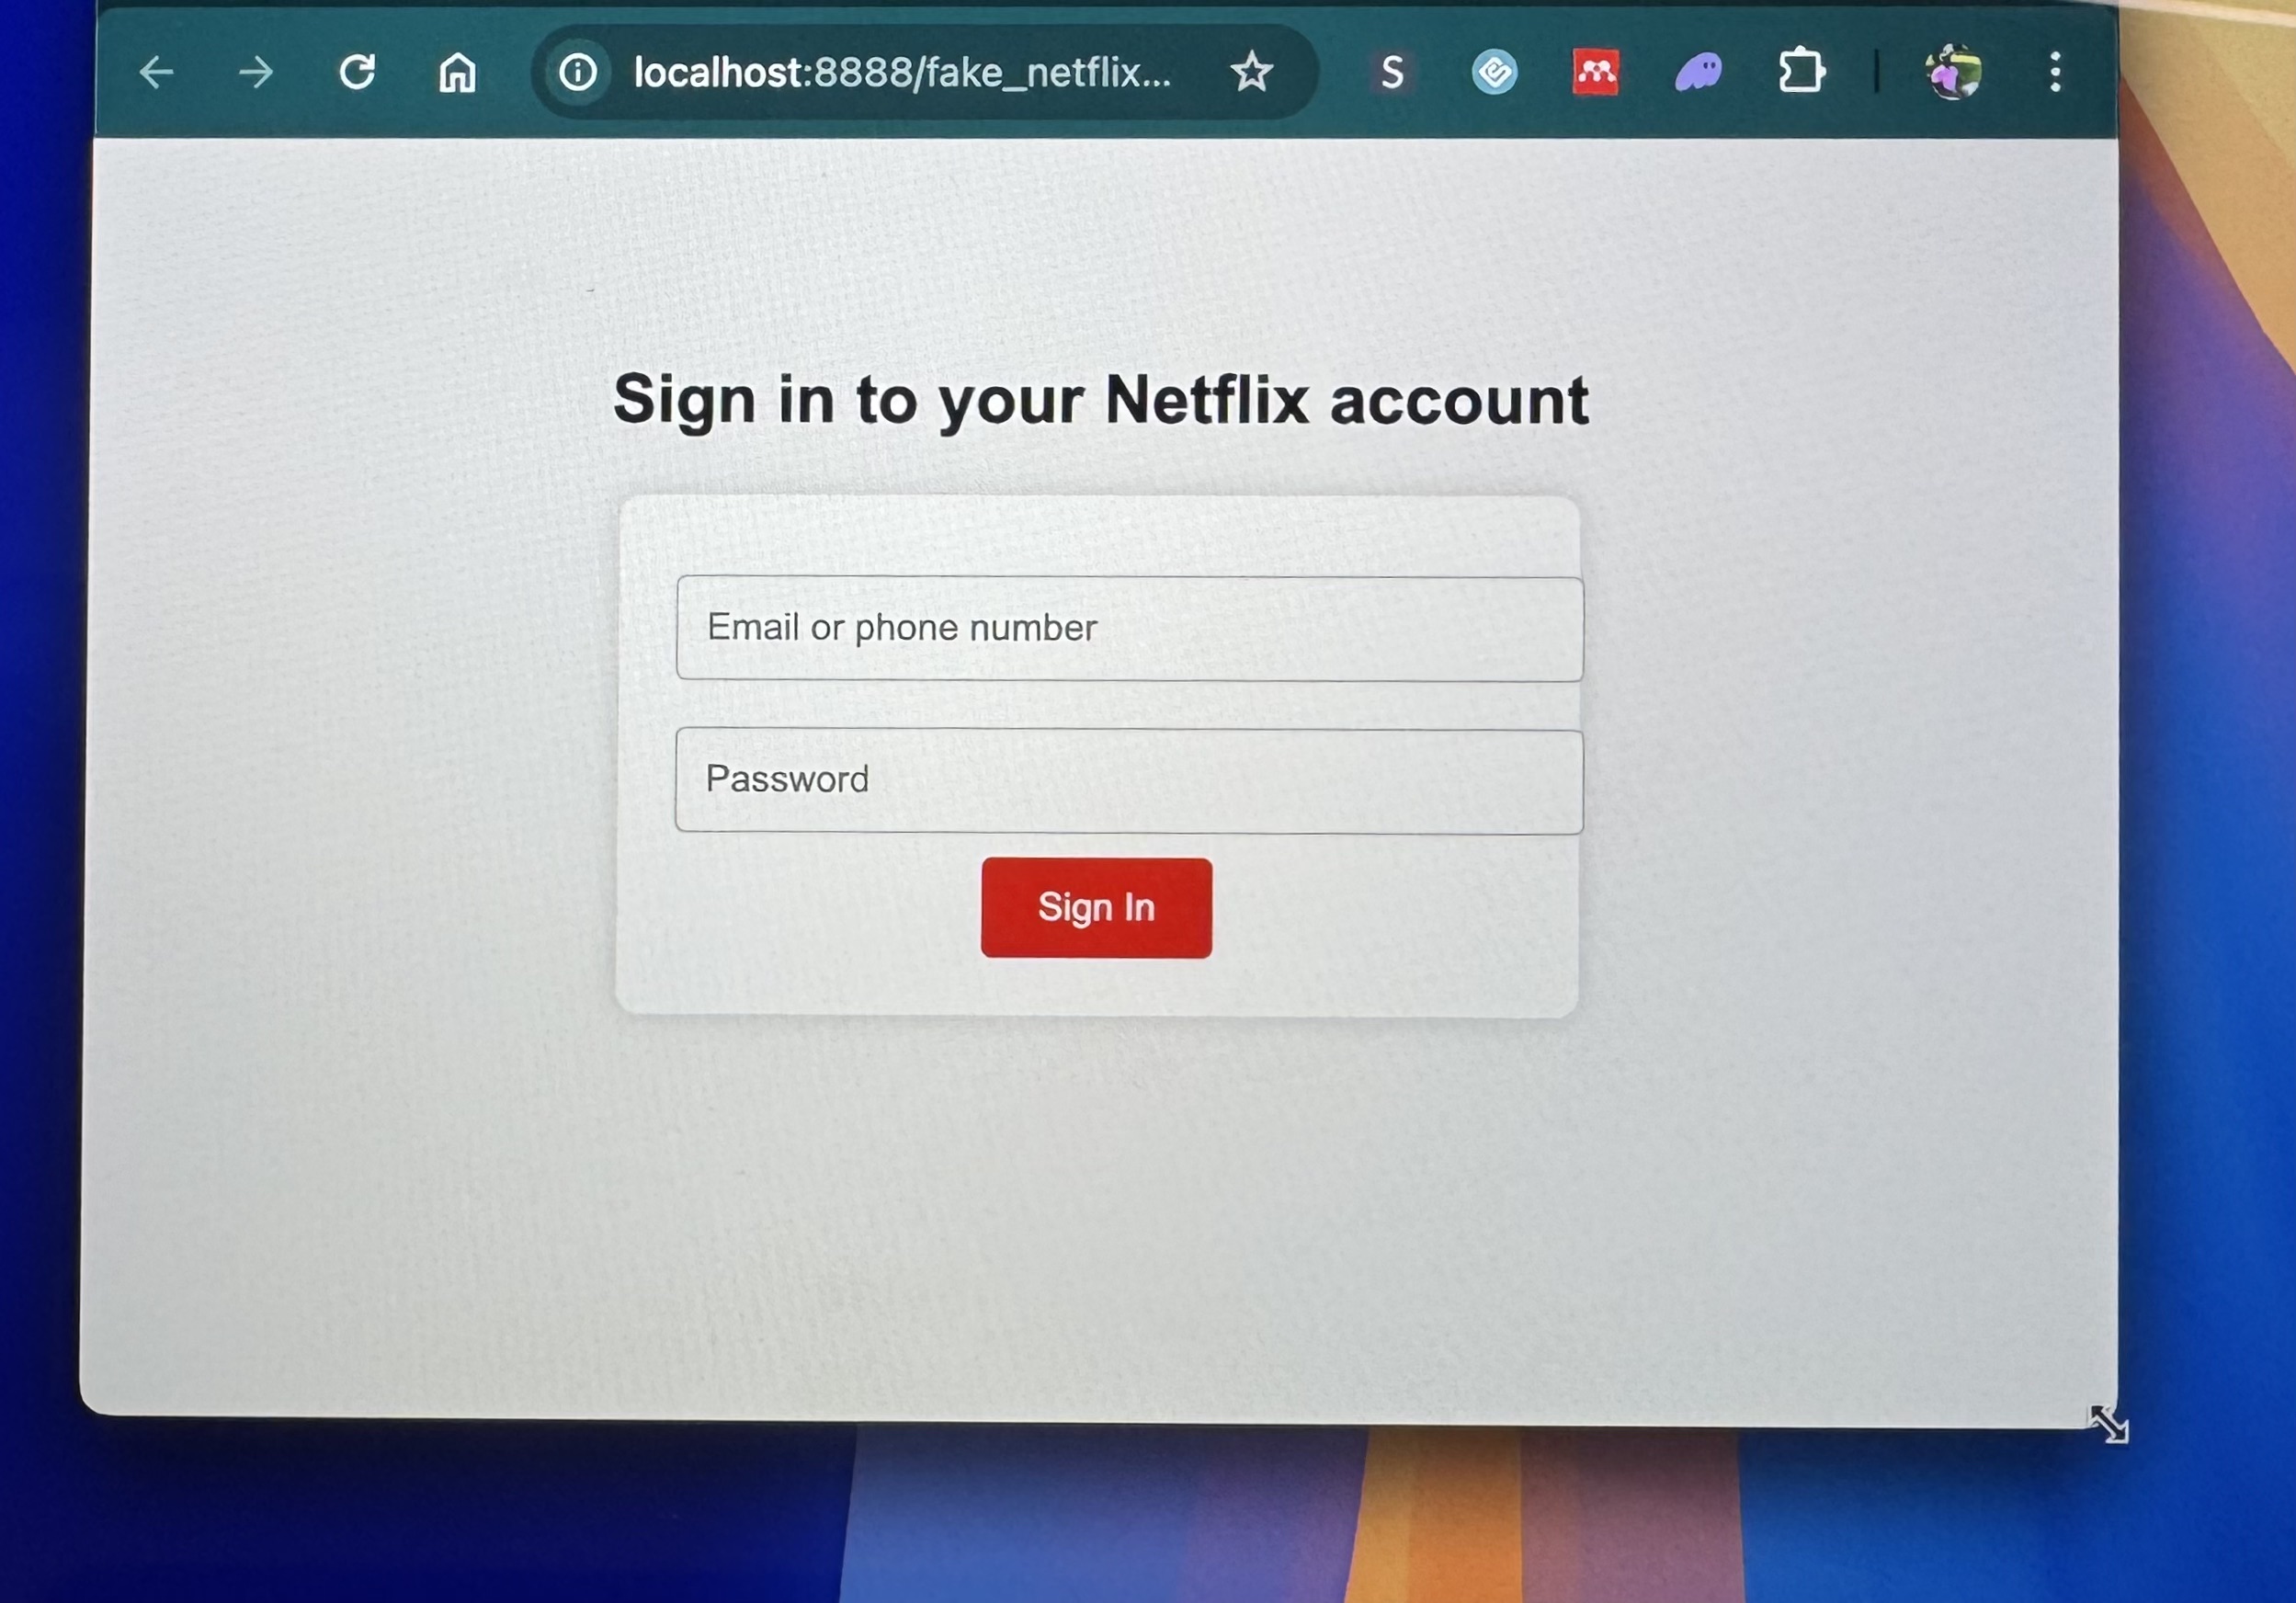 localhost:8888/fake_netflix...
S
Sign in to your Netflix account
Email or phone number
Password
Sign In